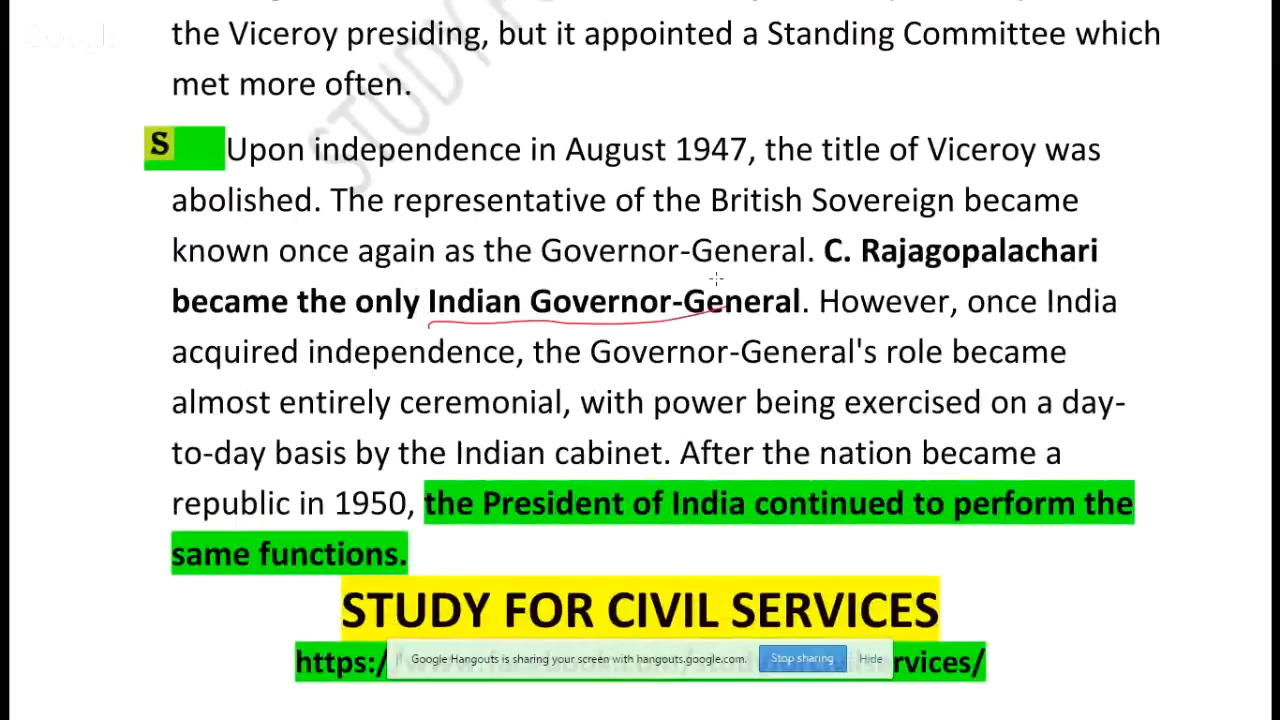 the Viceroy presiding, but it appointed a Standing Committee which
met more often.
S Upon independence in August 1947, the title of Viceroy was
abolished. The representative of the British Sovereign became
known once again as the Governor-General. C. Rajagopalachari
became the only Indian Governor-General. However, once India
acquired independence, the Governor-General's role became
almost entirely ceremonial, with power being exercised on a day-
to-day basis by the Indian cabinet. After the nation became a
republic in 1950, the President of India continued to perform the
same functions.
STUDY FOR CIVIL SERVICES
https:/ rvices/
Google Hangouts is sharing your screen with hangouts.google.com. Stop sharing Hide
STUDY
Google